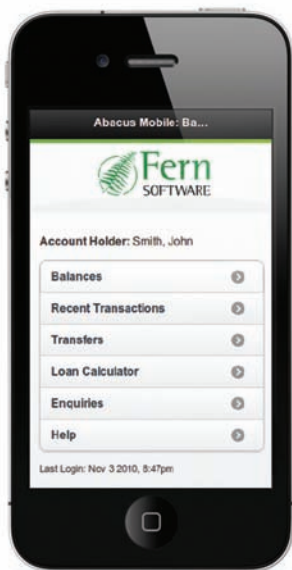 Abacus Mobile: Ba...
Fern
SOFTWARE
Account Holder: Smith, John
Balances
Recent Transactions
Transfers
Loan Calculator
Enquiries
Help
Last Login: Nov 3 2010, 8:47pm